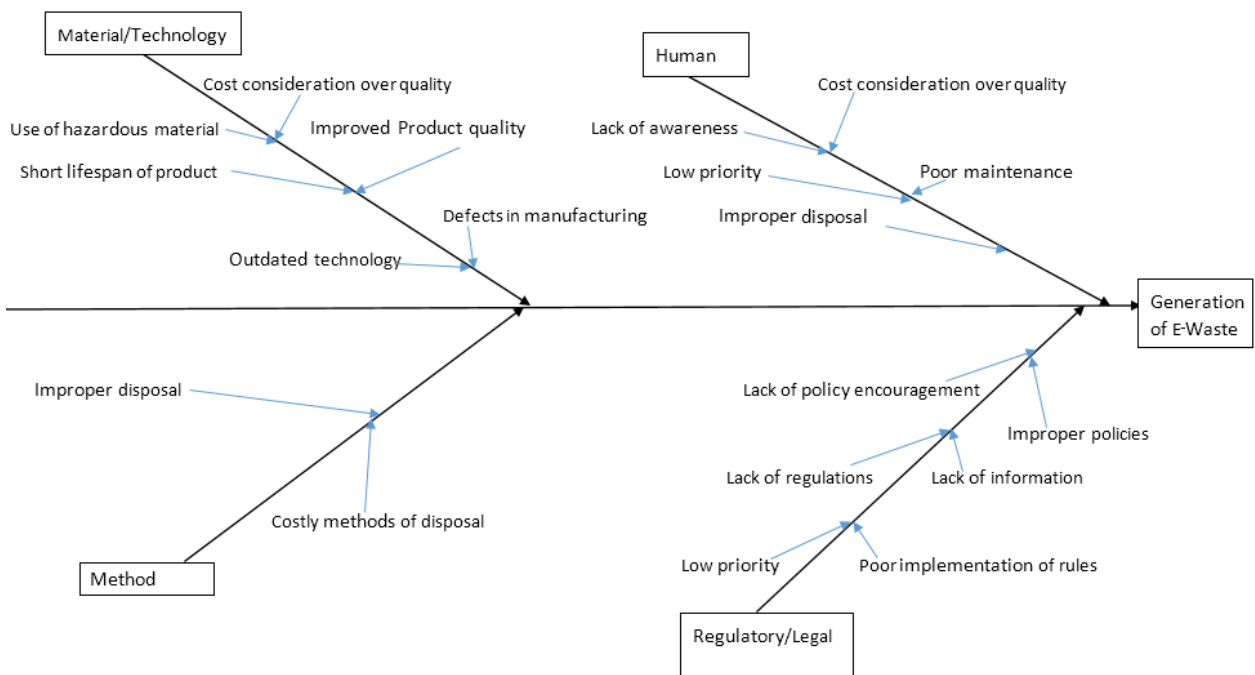 Material/Technology
Human
Cost consideration over quality
Cost consideration over quality
Use of hazardous material
Improved Product quality
Lack of awareness
Short lifespan of product
Low priority
Poor maintenance
Defects in manufacturing
Improper disposal
Outdated technology
Generation
of E-Waste
Improper disposal
Lack of policy encouragement
Improper policies
Lack of regulations
Lack of information
Costly methods of disposal
Low priority
Poor implementation of rules
Method
Regulatory/Legal